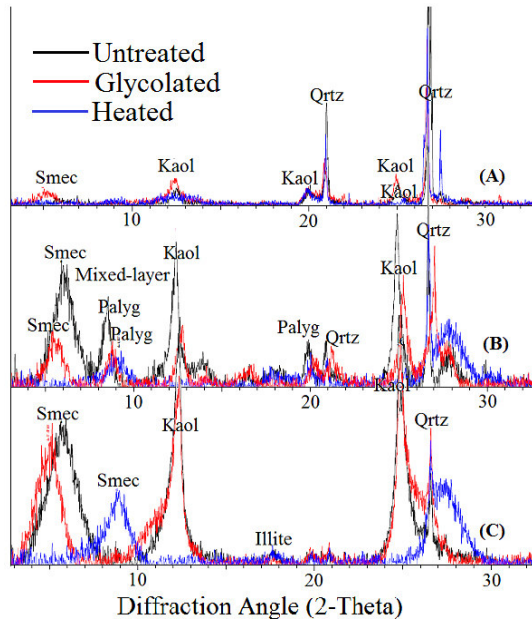 Untreated
Glycolated
Heated
Qrtz
Qrtz
Smec
Kaol
Kaol
Kaol
Kaol
(A)
10
20
30
Smec
Mixed-layer
Kaol
Qrtz
Kaol
Palyg
Smec
Palyg
Palyg
Qrtz
(B)
10
20
30
Kaol
Smec
Kaol
Qrtz
Smec
Illite
(C)
10
20
30
Diffraction Angle (2-Theta)